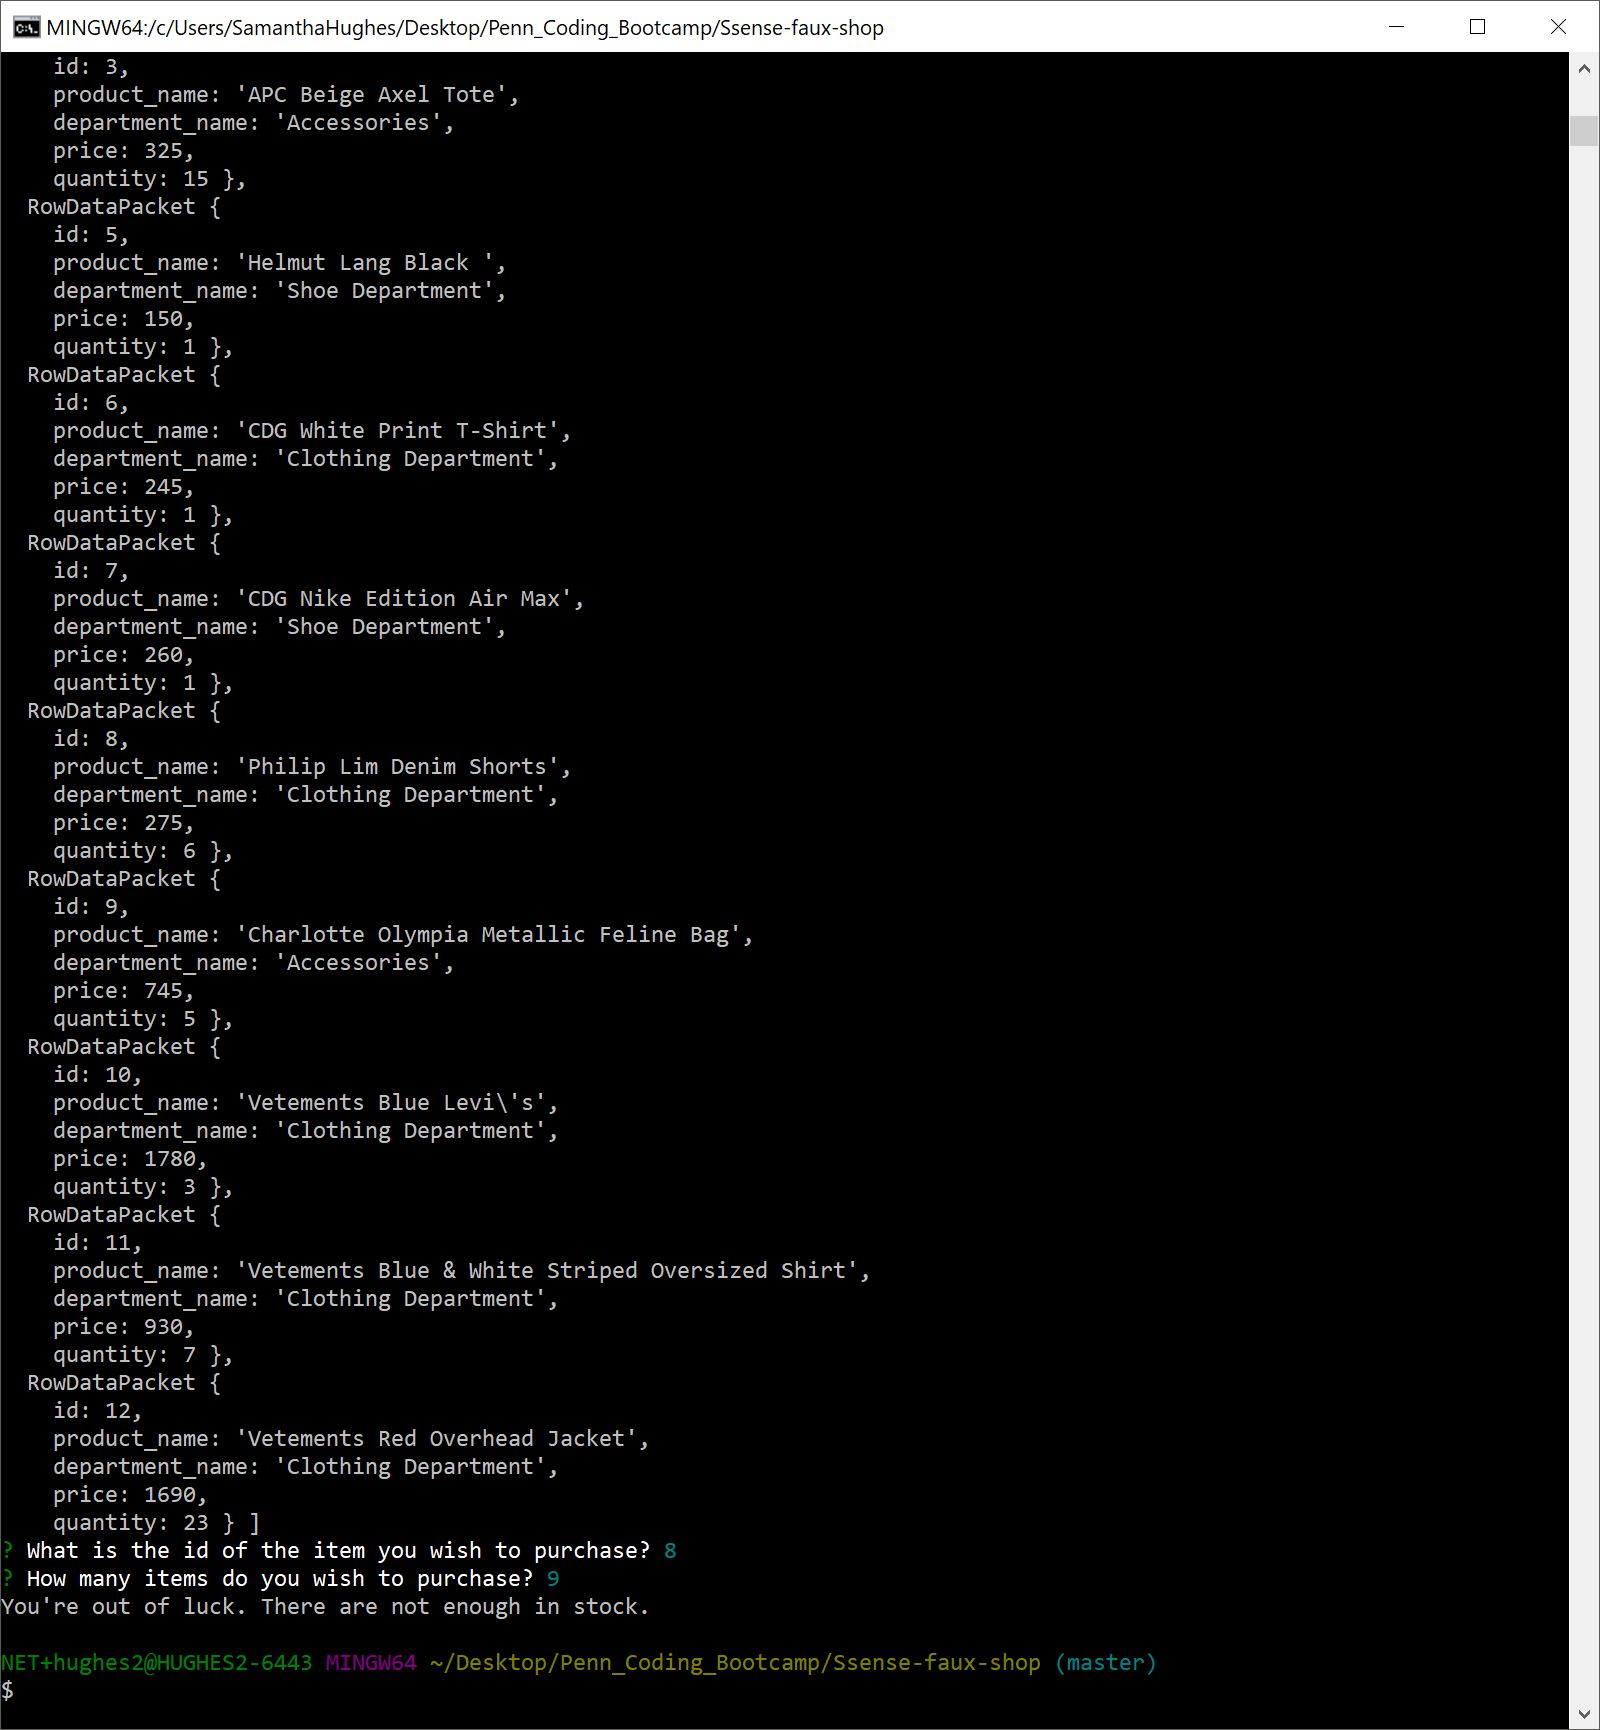 MINGW64:/c/Users/SamanthaHughes/Desktop/Penn_Coding_Bootcamp/Ssense-faux-shop
    id: 3,
    product_name: 'APC Beige Axel Tote',
    department_name: 'Accessories',
    price: 325,
    quantity: 15 },
  RowDataPacket {
    id: 5,
    product_name: 'Helmut Lang Black ',
    department_name: 'Shoe Department',
    price: 150,
    quantity: 1 },
  RowDataPacket {
    id: 6,
    product_name: 'CDG White Print T-Shirt',
    department_name: 'Clothing Department',
    price: 245,
    quantity: 1 },
  RowDataPacket {
    id: 7,
    product_name: 'CDG Nike Edition Air Max',
    department_name: 'Shoe Department',
    price: 260,
    quantity: 1 },
  RowDataPacket {
    id: 8,
    product_name: 'Philip Lim Denim Shorts',
    department_name: 'Clothing Department',
    price: 275,
    quantity: 6 },
  RowDataPacket {
    id: 9,
    product_name: 'Charlotte Olympia Metallic Feline Bag',
    department_name: 'Accessories',
    price: 745,
    quantity: 5 },
  RowDataPacket {
    id: 10,
    product_name: 'Vetements Blue Levi\'s',
    department_name: 'Clothing Department',
    price: 1780,
    quantity: 3 },
  RowDataPacket {
    id: 11,
    product_name: 'Vetements Blue & White Striped Oversized Shirt',
    department_name: 'Clothing Department',
    price: 930,
    quantity: 7 },
  RowDataPacket {
    id: 12,
    product_name: 'Vetements Red Overhead Jacket',
    department_name: 'Clothing Department',
    price: 1690,
    quantity: 23 } ]
? What is the id of the item you wish to purchase? 8
? How many items do you wish to purchase? 9
You're out of luck. There are not enough in stock.
NET+hughes2@HUGHES2-6443 MINGW64 ~/Desktop/Penn_Coding_Bootcamp/Ssense-faux-shop (master)
$